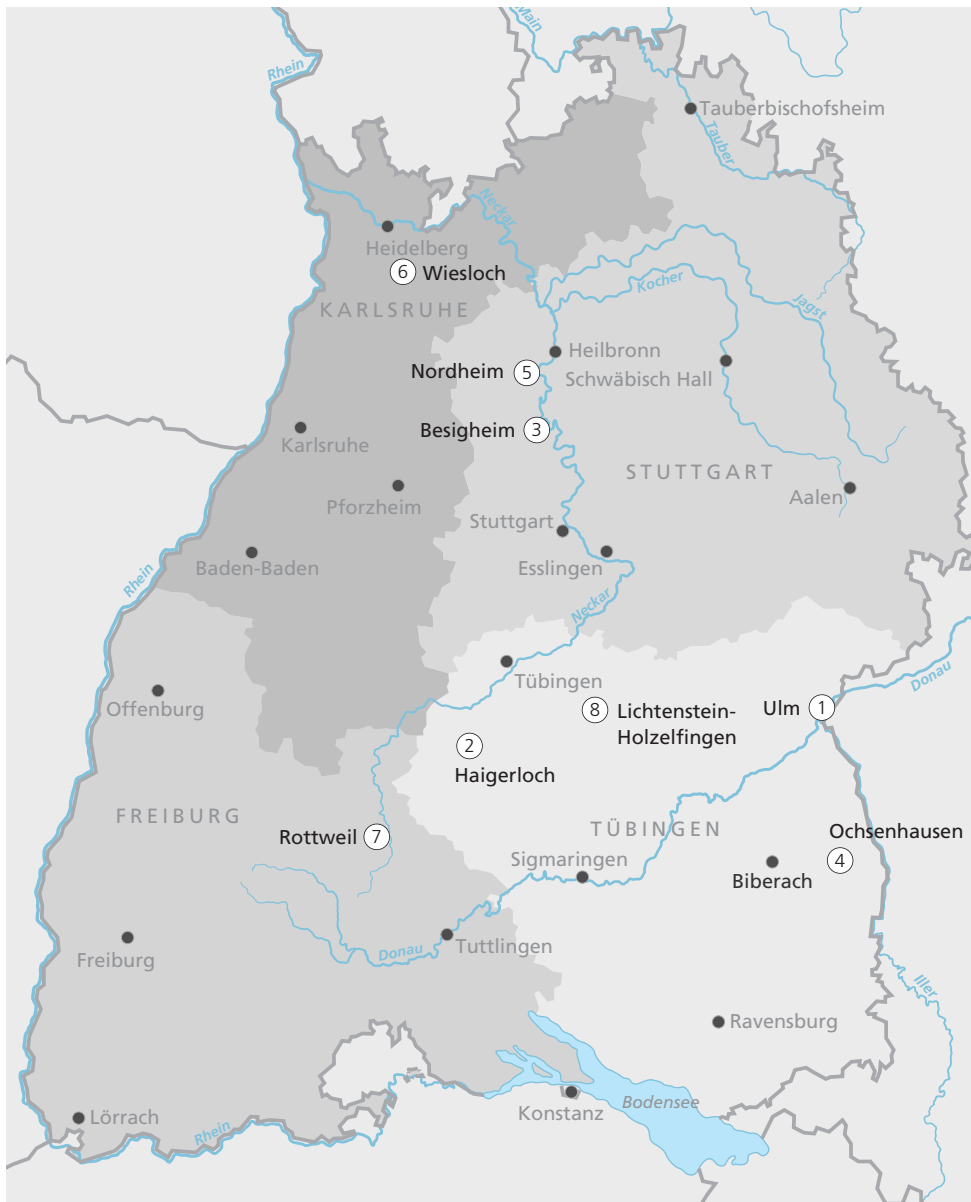 Main
Rhein
Tauberbischofsheim
Tauber
Neckar
Heidelberg
6 Wiesloch
KARLSRUHE
Kocher
Jagst
Heilbronn
Nordheim 5
Schwäbisch Hall
Besigheim 3
Karlsruhe
STUTTGART
Pforzheim
Aalen
Stuttgart
Baden-Baden
Esslingen
Rhein
Neckar
Tübingen
Donau
Offenburg
8 Lichtenstein-
Holzelfingen
Ulm 1
2
Haigerloch
FREIBURG
Rottweil 7
TÜBINGEN
Ochsenhausen
4
Sigmaringen
Biberach
Donau
Tuttlingen
Freiburg
Iller
Ravensburg
Konstanz
Bodensee
Lörrach
Rhein